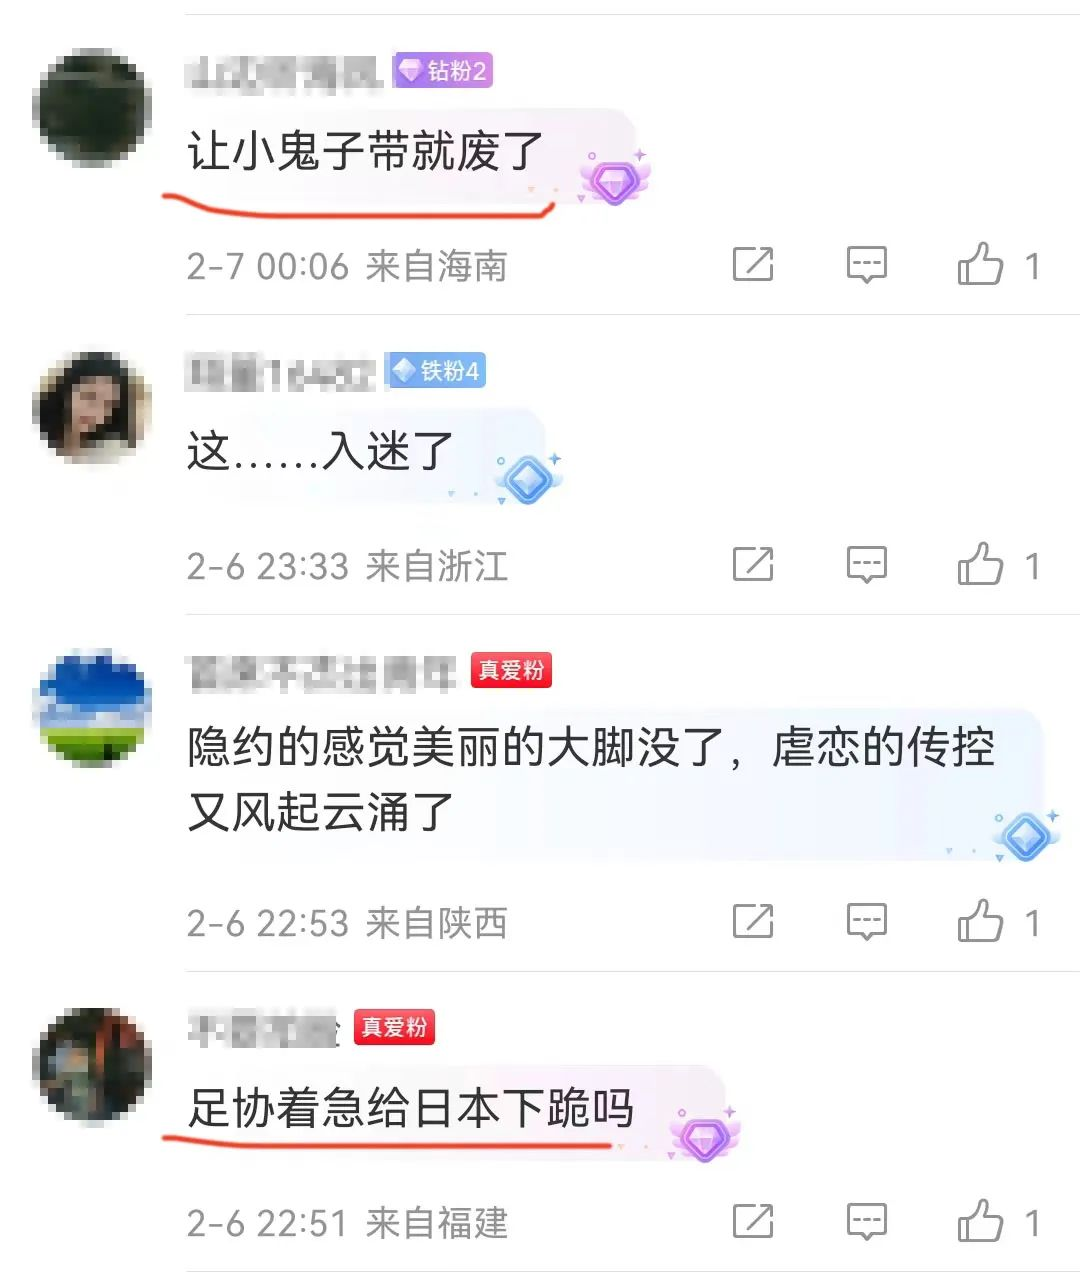 钻粉2
让小鬼子带就废了
2-7 00:06 来自海南
1
铁粉4
这……入迷了
2-6 23:33 来自浙江
1
真爱粉
隐约的感觉美丽的大脚没了，虐恋的传控
又风起云涌了
2-6 22:53 来自陕西
1
真爱粉
足协着急给日本下跪吗
2-6 22:51 来自福建
1